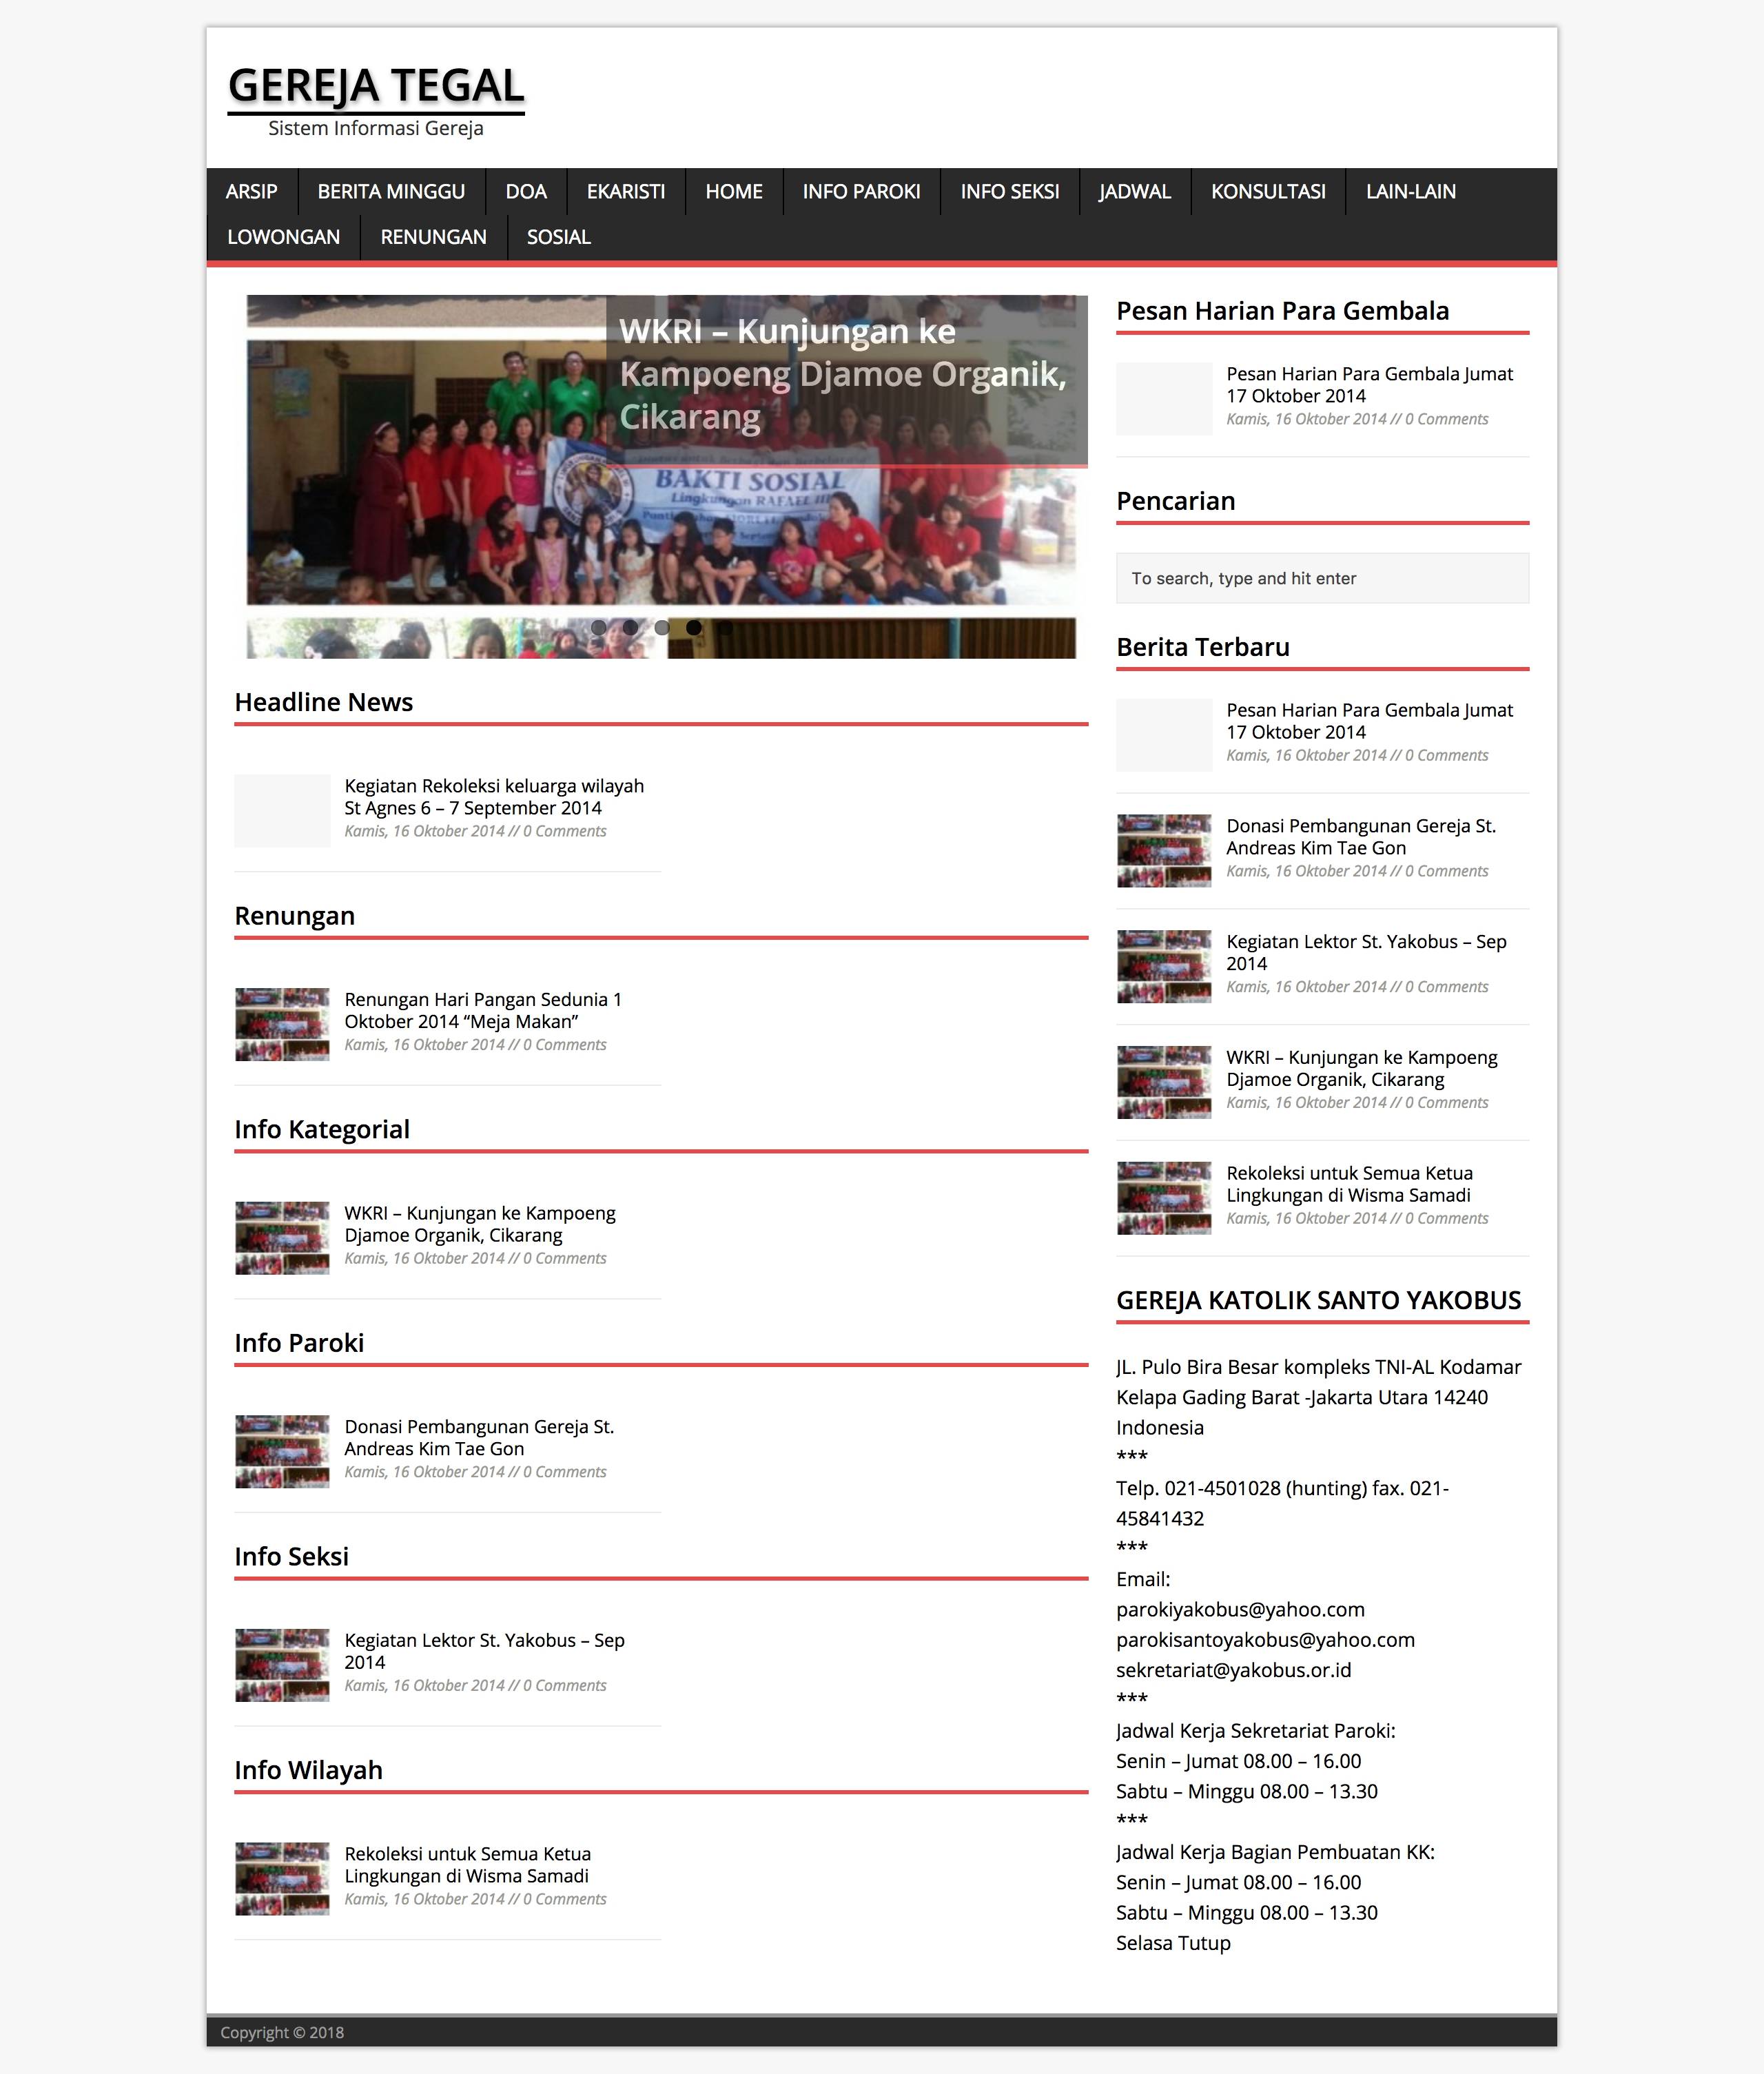 GEREJA TEGAL
Sistem Informasi Gereja
ARSIP
BERITA MINGGU
DOA
EKARISTI
HOME
INFO PAROKI
INFO SEKSI
JADWAL
KONSULTASI
LAIN-LAIN
LOWONGAN
RENUNGAN
SOSIAL
WKRI – Kunjungan ke
Kampoeng Djamoe Organik,
Cikarang
BAKTI SOSIAL
Lingkungan RAFAEL III
Headline News
Kegiatan Rekoleksi keluarga wilayah
St Agnes 6 – 7 September 2014
Kamis, 16 Oktober 2014 // 0 Comments
Renungan
Renungan Hari Pangan Sedunia 1
Oktober 2014 “Meja Makan”
Kamis, 16 Oktober 2014 // 0 Comments
Info Kategorial
WKRI – Kunjungan ke Kampoeng
Djamoe Organik, Cikarang
Kamis, 16 Oktober 2014 // 0 Comments
Info Paroki
Donasi Pembangunan Gereja St.
Andreas Kim Tae Gon
Kamis, 16 Oktober 2014 // 0 Comments
Info Seksi
Kegiatan Lektor St. Yakobus – Sep
2014
Kamis, 16 Oktober 2014 // 0 Comments
Info Wilayah
Rekoleksi untuk Semua Ketua
Lingkungan di Wisma Samadi
Kamis, 16 Oktober 2014 // 0 Comments
Pesan Harian Para Gembala
Pesan Harian Para Gembala Jumat
17 Oktober 2014
Kamis, 16 Oktober 2014 // 0 Comments
Pencarian
To search, type and hit enter
Berita Terbaru
Pesan Harian Para Gembala Jumat
17 Oktober 2014
Kamis, 16 Oktober 2014 // 0 Comments
Donasi Pembangunan Gereja St.
Andreas Kim Tae Gon
Kamis, 16 Oktober 2014 // 0 Comments
Kegiatan Lektor St. Yakobus – Sep
2014
Kamis, 16 Oktober 2014 // 0 Comments
WKRI – Kunjungan ke Kampoeng
Djamoe Organik, Cikarang
Kamis, 16 Oktober 2014 // 0 Comments
Rekoleksi untuk Semua Ketua
Lingkungan di Wisma Samadi
Kamis, 16 Oktober 2014 // 0 Comments
GEREJA KATOLIK SANTO YAKOBUS
JL. Pulo Bira Besar kompleks TNI-AL Kodamar
Kelapa Gading Barat -Jakarta Utara 14240
Indonesia
***
Telp. 021-4501028 (hunting) fax. 021-
45841432
***
Email:
parokiyakobus@yahoo.com
parokisantoyakobus@yahoo.com
sekretariat@yakobus.or.id
***
Jadwal Kerja Sekretariat Paroki:
Senin – Jumat 08.00 – 16.00
Sabtu – Minggu 08.00 – 13.30
***
Jadwal Kerja Bagian Pembuatan KK:
Senin – Jumat 08.00 – 16.00
Sabtu – Minggu 08.00 – 13.30
Selasa Tutup
Copyright © 2018